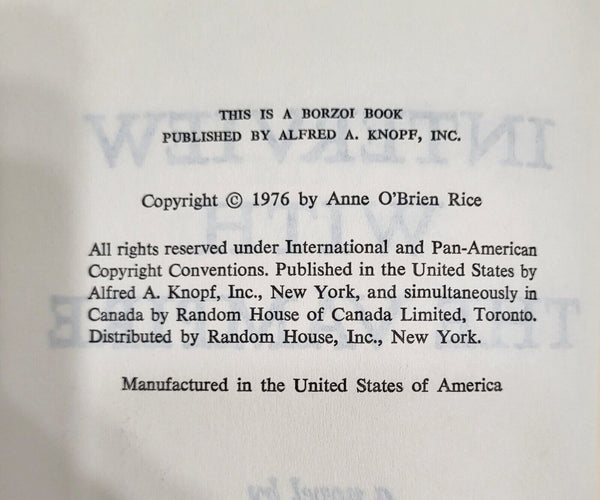 THIS IS A BORZOI BOOK
PUBLISHED BY ALFRED A. KNOPF, INC.
Copyright © 1976 by Anne O'Brien Rice
All rights reserved under International and Pan-American
Copyright Conventions. Published in the United States by
Alfred A. Knopf, Inc., New York, and simultaneously in
Canada by Random House of Canada Limited, Toronto.
Distributed by Random House, Inc., New York.
Manufactured in the United States of America